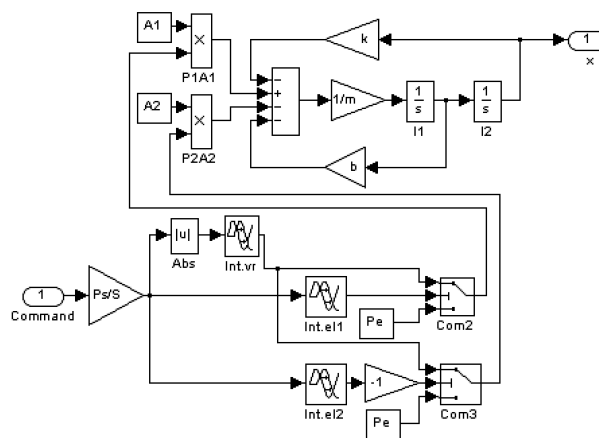 A1
×
P1A1
k
1
x
−
+
−
−
1/m
1
s
I1
1
s
I2
A2
×
P2A2
b
|u|
Abs
Int.vr
1
Command
Ps/S
Int.el1
Pe
Com2
Int.el2
-1
Pe
Com3